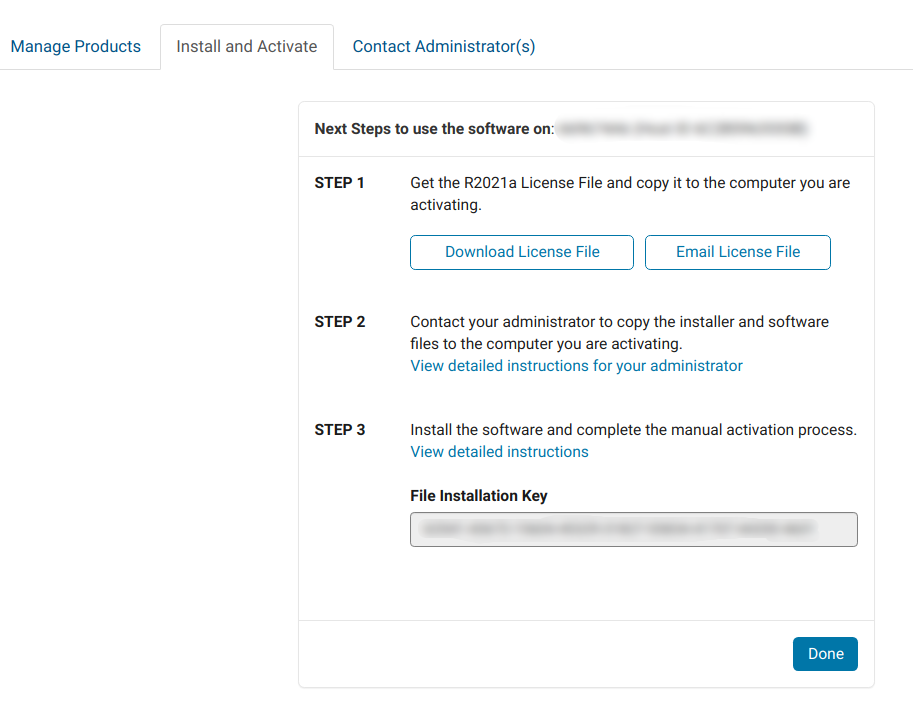 Manage Products
Install and Activate
Contact Administrator(s)
Next Steps to use the software on:
STEP 1
Get the R2021a License File and copy it to the computer you are
activating.
Download License File
Email License File
STEP 2
Contact your administrator to copy the installer and software
files to the computer you are activating.
View detailed instructions for your administrator
STEP 3
Install the software and complete the manual activation process.
View detailed instructions
File Installation Key
Done